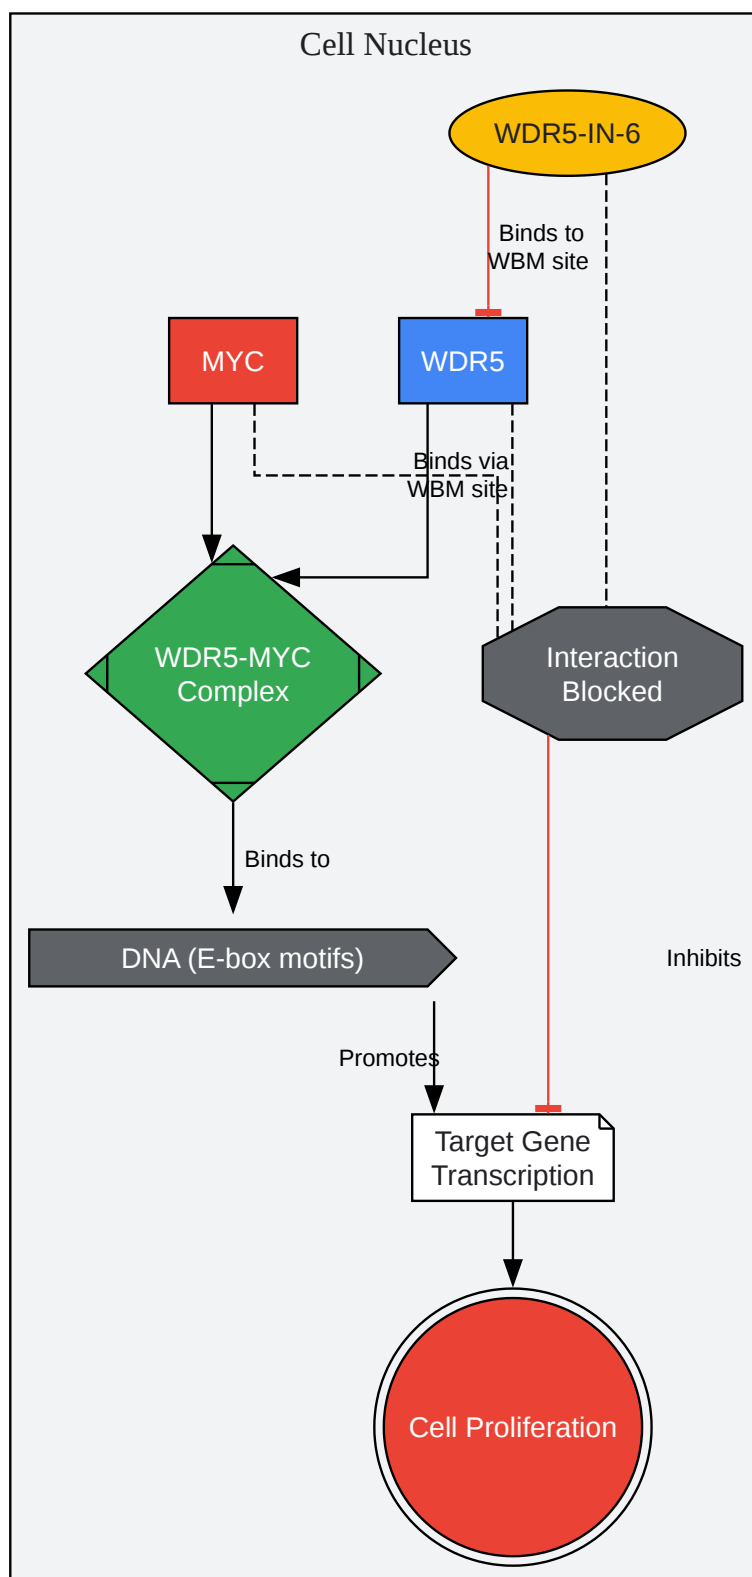 Cell Nucleus
WDR5-IN-6
Binds to
WBM site
MYC
WDR5
Binds via
WBM site
WDR5-MYC
Complex
Interaction
Blocked
Binds to
DNA (E-box motifs)
Inhibits
Promotes
Target Gene
Transcription
Cell Proliferation